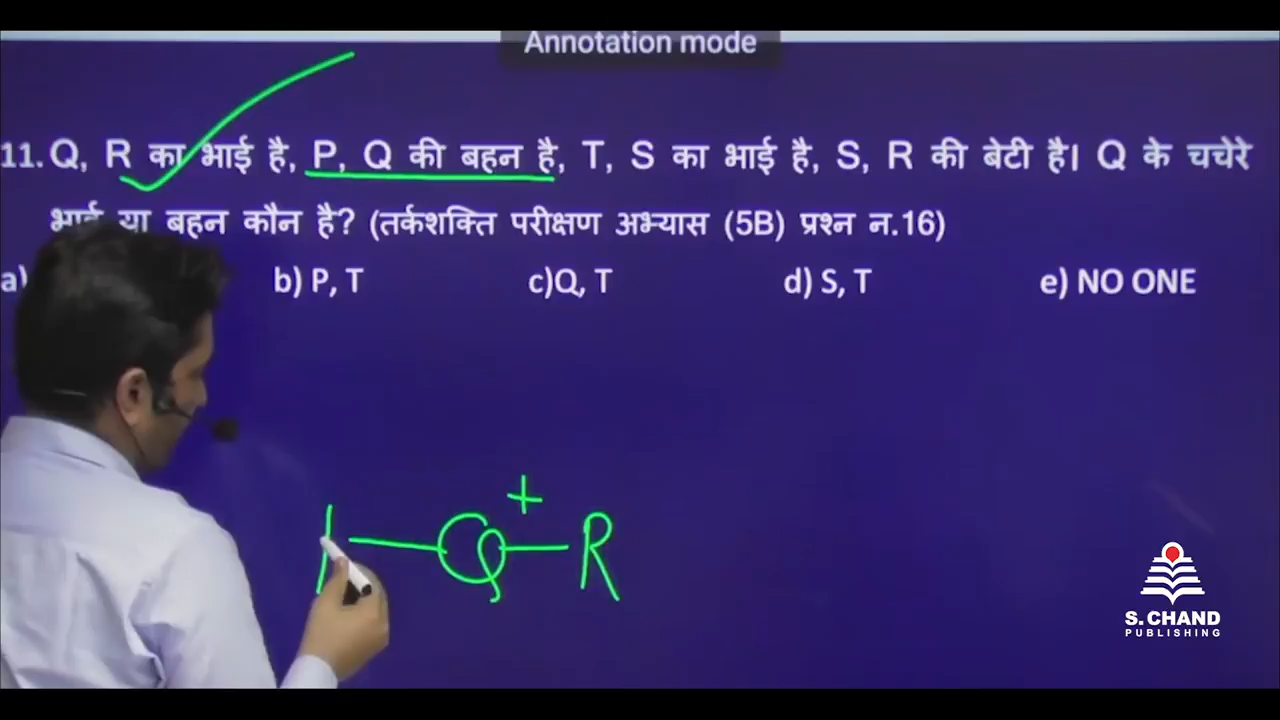 Annotation mode
11. Q, R का भाई है, P, Q की बहन है, T, S का भाई है, S, R की बेटी है। Q के चचेरे
भाई या बहन कौन है? (तर्कशक्ति परीक्षण अभ्यास (5B) प्रश्न न.16)
a) b) P, T c)Q, T d) S, T e) NO ONE
+
Q R
S. CHAND
PUBLISHING